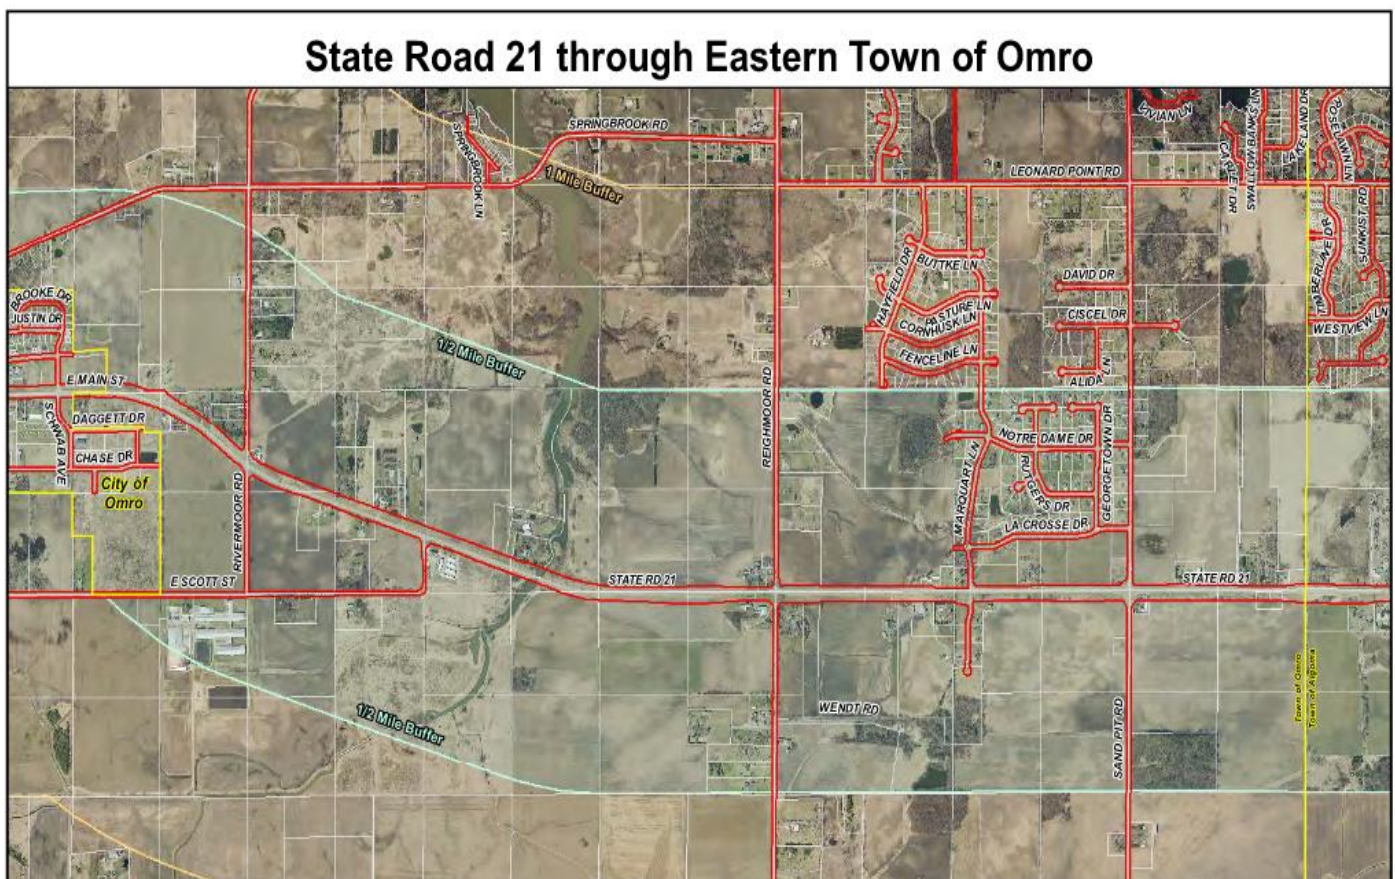 State Road 21 through Eastern Town of Omro
VIVIAN LN
SWALLOW BANKS LN
LAKELAND DR
ROSE LAWN LN
SPRINGBROOK RD
SPRINGBROOK LN
LEONARD POINT RD
1 Mile Buffer
SUNKIST RD
TIMBERLINE DR
BUTTKE LN
HAYFIELD DR
DAVID DR
BROOKE DR
JUSTIN DR
PASTURE LN
CORNHUSK LN
CISCEL DR
WESTVIEW LN
1/2 Mile Buffer
FENCELINE LN
ALIDA LN
E MAIN ST
REIGHMOOR RD
SCHWAB AVE
DAGGETT DR
CHASE DR
NOTRE DAME DR
GEORGETOWN DR
MARQUART LN
RUTGERS DR
City of
Omro
RIVERMOOR RD
LA CROSSE DR
E SCOTT ST
STATE RD 21
STATE RD 21
Town of Omro
Town of Algoma
1/2 Mile Buffer
WENDT RD
SAND PIT RD